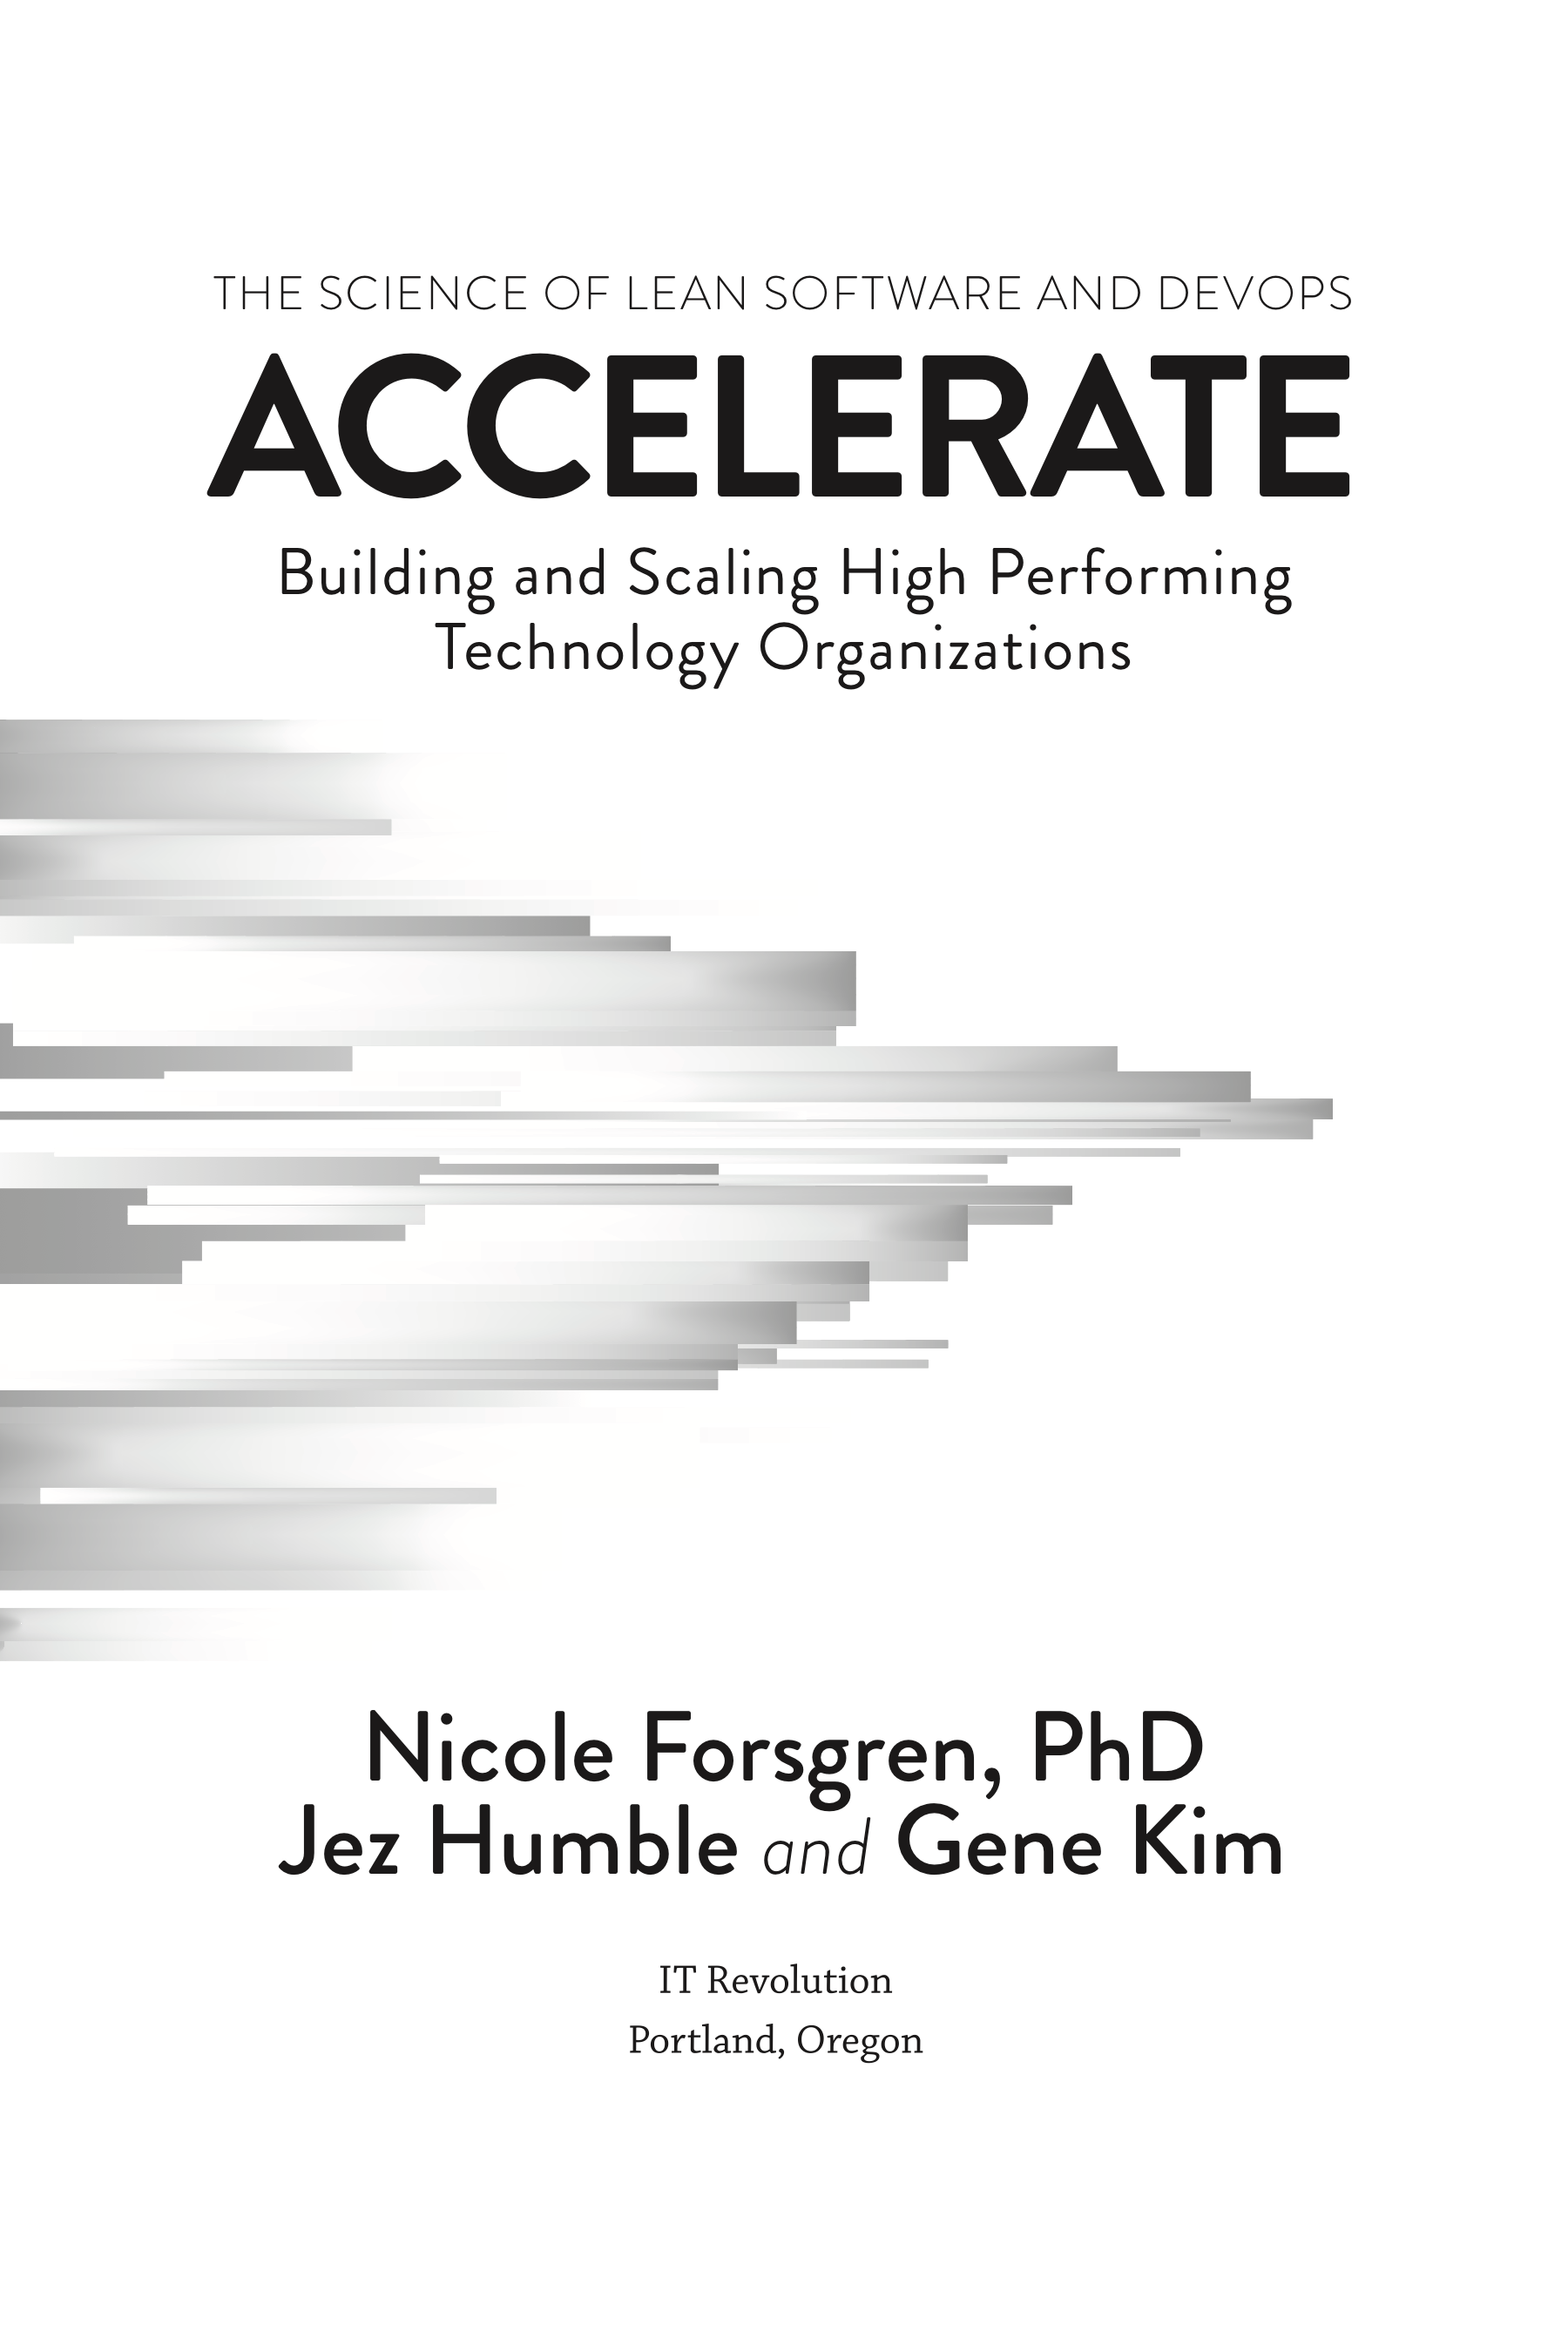 THE SCIENCE OF LEAN SOFTWARE AND DEVOPS
ACCELERATE
Building and Scaling High Performing
Technology Organizations
Nicole Forsgren, PhD
Jez Humble and Gene Kim
IT Revolution
Portland, Oregon